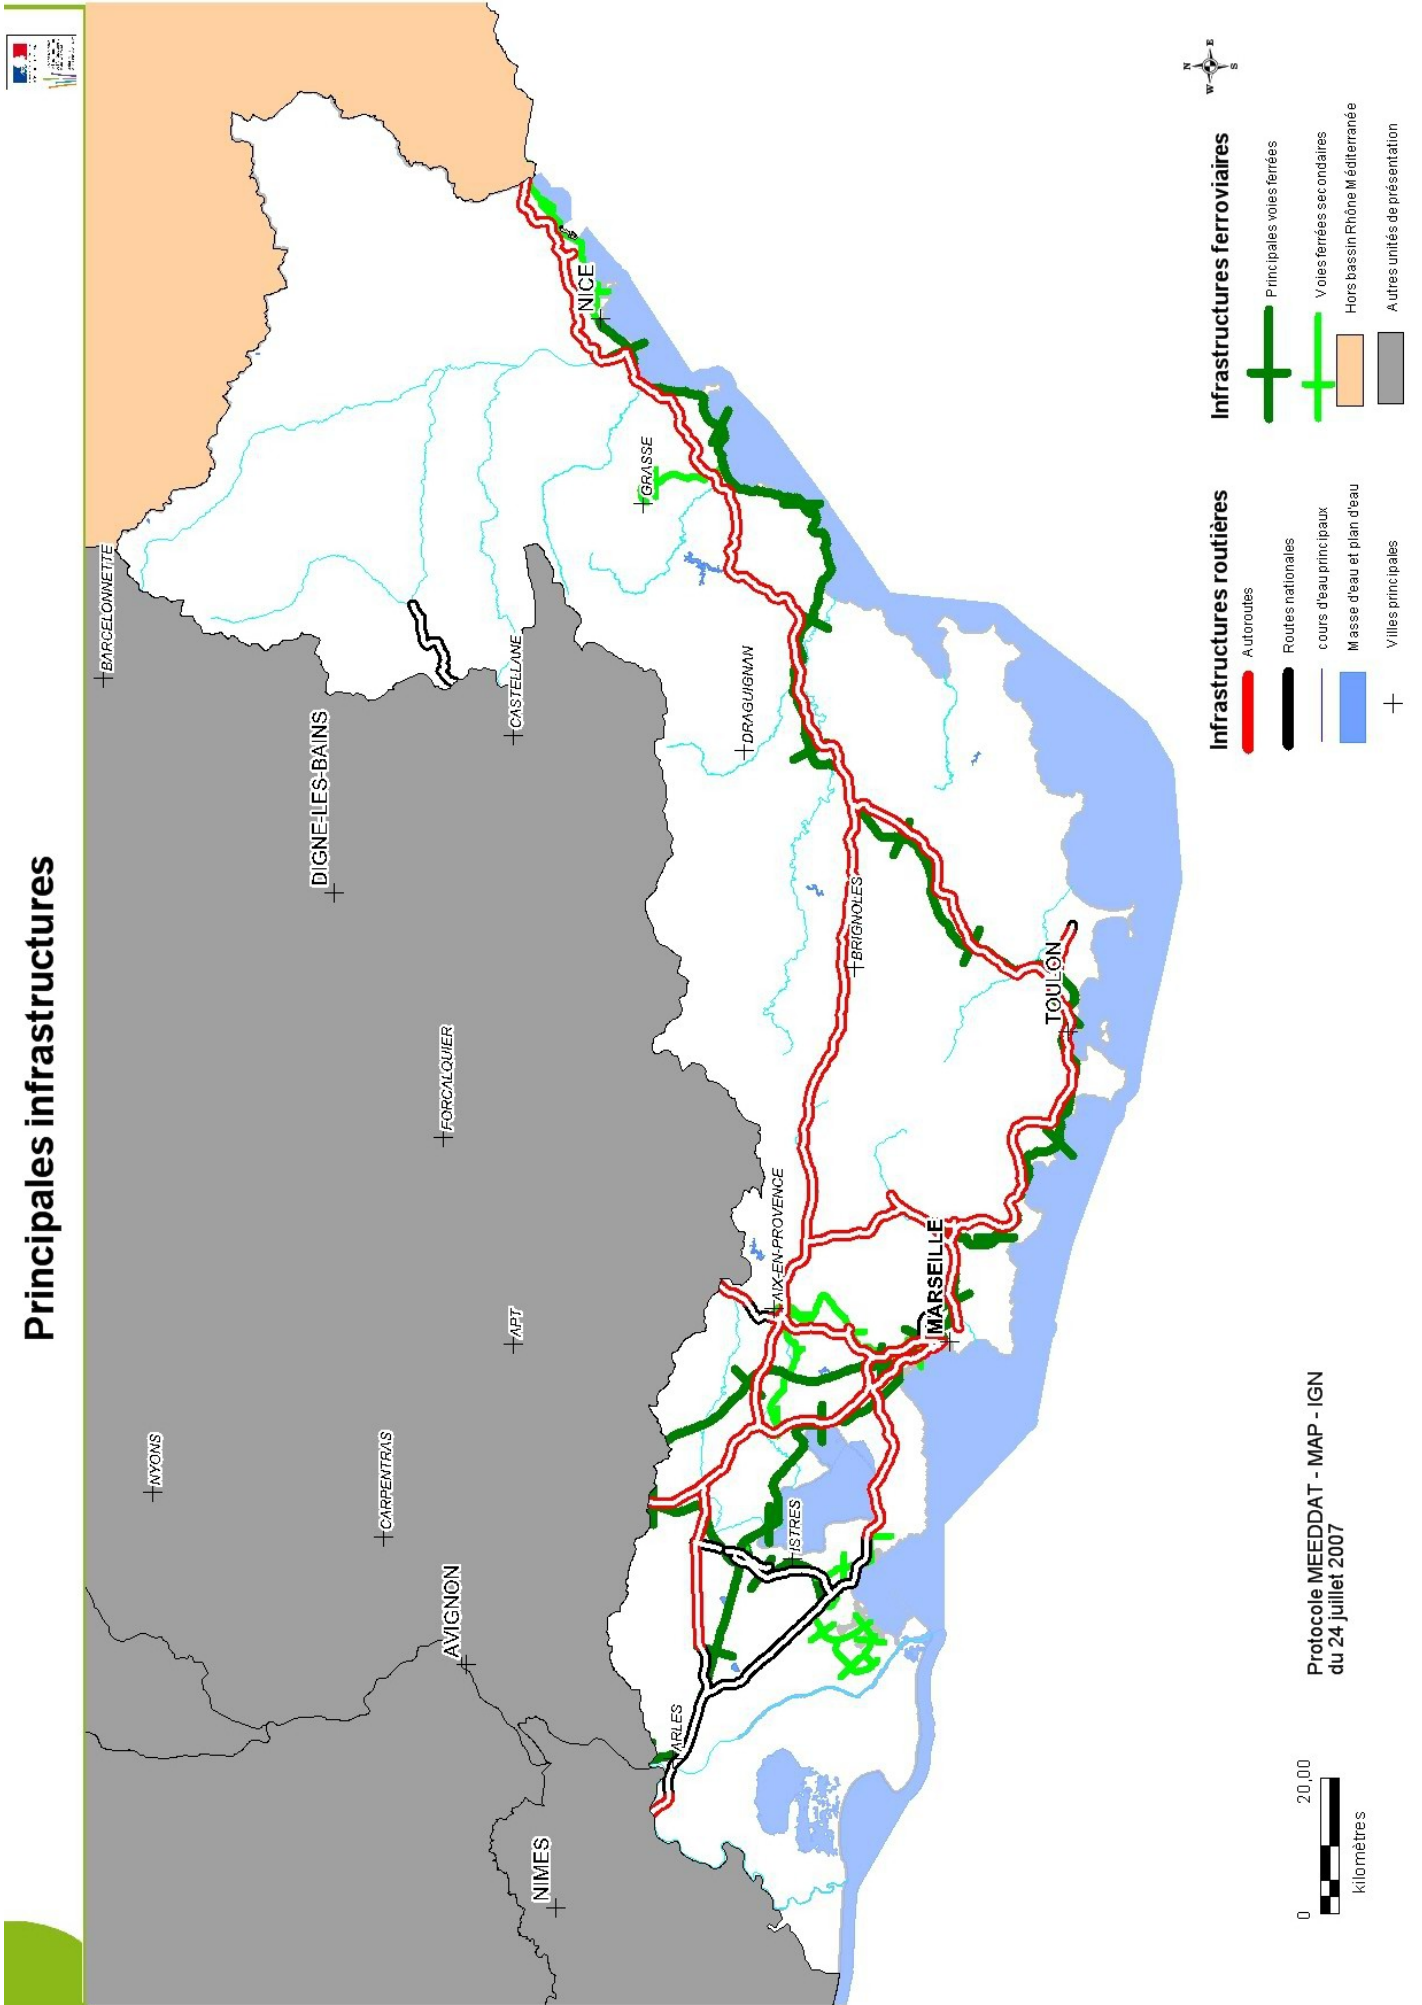 Principales infrastructures
BARCELONNETTE
NYONS
DIGNE-LES-BAINS
CARPENTRAS
FORCALQUIER
AVIGNON
APT
CASTELLANE
NIMES
NICE
GRASSE
ARLES
DRAGUIGNAN
AIX-EN-PROVENCE
ISTRES
BRIGNOLES
MARSEILLE
TOULON
N
E
S
W
Protocole MEEDDAT - MAP - IGN
du 24 juillet 2007
0
20,00
kilomètres
Infrastructures routières
Autoroutes
Routes nationales
cours d'eau principaux
Masse d'eau et plan d'eau
Villes principales
Infrastructures ferroviaires
Principales voies ferrées
Voies ferrées secondaires
Hors bassin Rhône Méditerranée
Autres unités de présentation